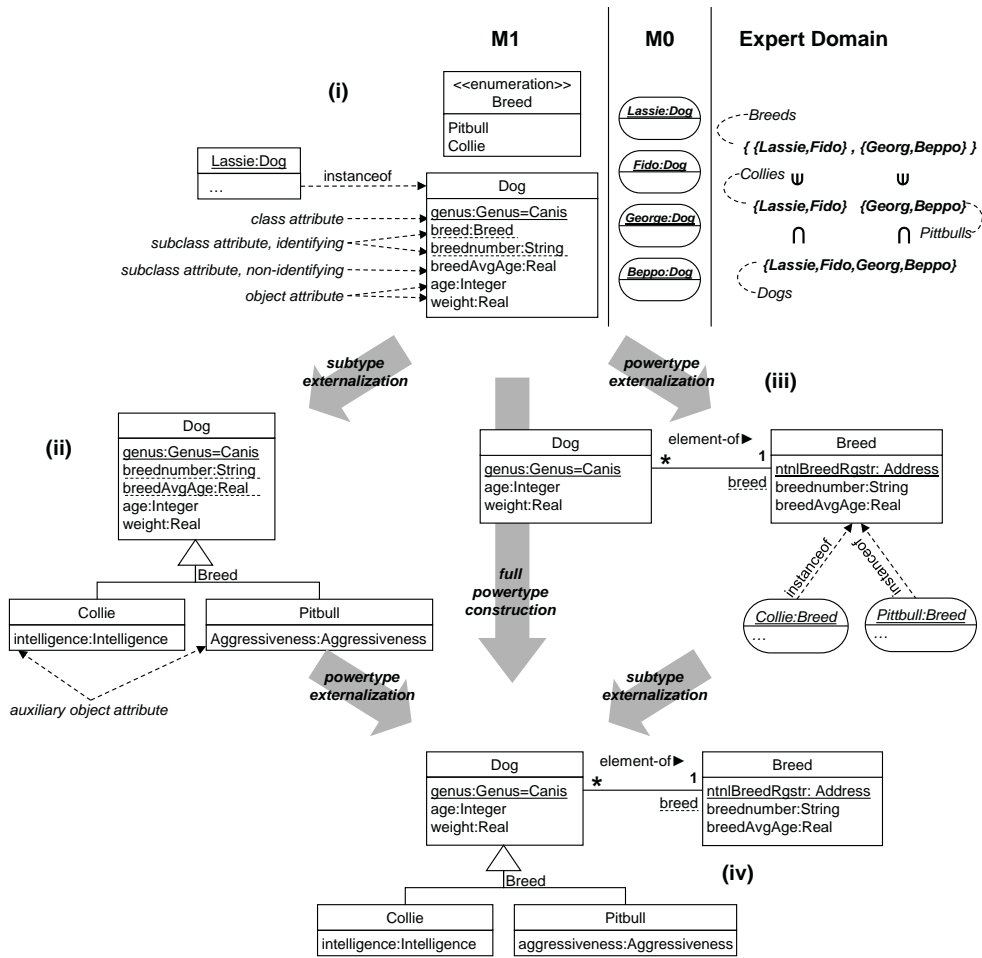 M1
M0
Expert Domain
(i)
<<enumeration>>
Breed
Pitbull
Collie
Lassie:Dog
…
instanceof
Dog
genus:Genus=Canis
breed:Breed
breednumber:String
breedAvgAge:Real
age:Integer
weight:Real
class attribute
subclass attribute, identifying
subclass attribute, non-identifying
object attribute
Lassie:Dog
Fido:Dog
George:Dog
Beppo:Dog
Breeds
{ {Lassie,Fido} , {Georg,Beppo} }
Collies
⋓ ⋓
{Lassie,Fido} {Georg,Beppo}
Pittbulls
⋂ ⋂
{Lassie,Fido,Georg,Beppo}
Dogs
subtype
externalization
powertype
externalization
(ii)
Dog
genus:Genus=Canis
breednumber:String
breedAvgAge:Real
age:Integer
weight:Real
Breed
Collie
intelligence:Intelligence
Pitbull
Aggressiveness:Aggressiveness
auxiliary object attribute
full
powertype
construction
(iii)
Dog
genus:Genus=Canis
age:Integer
weight:Real
element-of►
* 1
breed
Breed
ntnlBreedRgstr: Address
breednumber:String
breedAvgAge:Real
instanceof
instanceof
Collie:Breed
…
Pittbull:Breed
…
powertype
externalization
subtype
externalization
Dog
genus:Genus=Canis
age:Integer
weight:Real
element-of►
* 1
breed
Breed
ntnlBreedRgstr: Address
breednumber:String
breedAvgAge:Real
(iv)
Breed
Collie
intelligence:Intelligence
Pitbull
aggressiveness:Aggressiveness